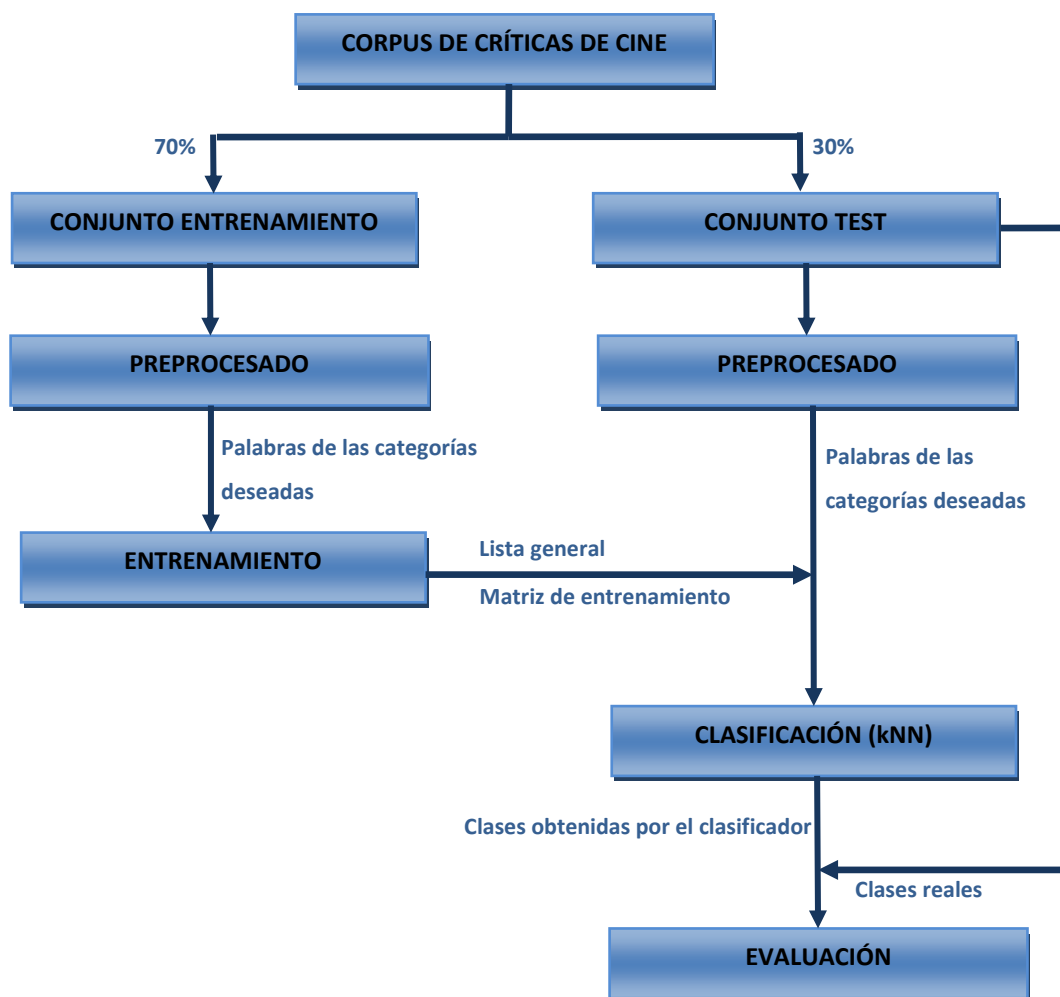 CORPUS DE CRÍTICAS DE CINE
70%
30%
CONJUNTO ENTRENAMIENTO
CONJUNTO TEST
PREPROCESADO
PREPROCESADO
Palabras de las categorías
deseadas
Palabras de las
categorías deseadas
ENTRENAMIENTO
Lista general
Matriz de entrenamiento
CLASIFICACIÓN (kNN)
Clases obtenidas por el clasificador
Clases reales
EVALUACIÓN